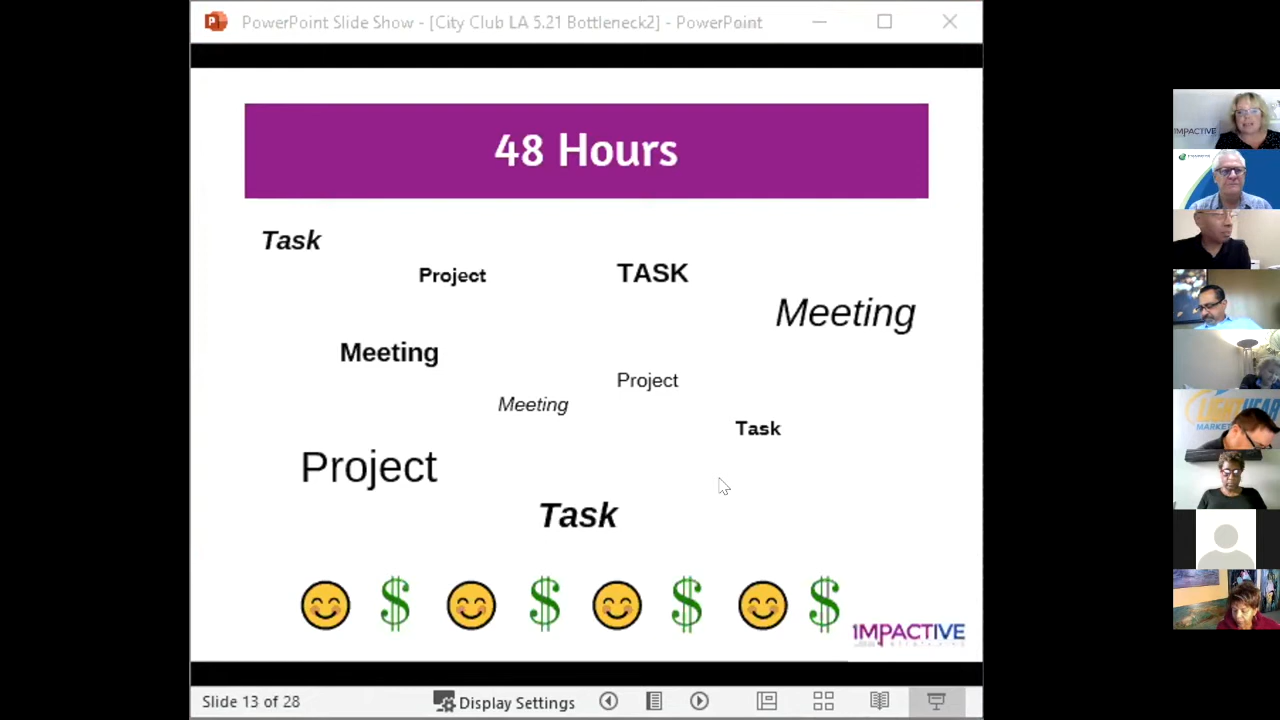 PowerPoint Slide Show - [City Club LA 5.21 Bottleneck2] - PowerPoint
48 Hours
Task
Project
TASK
Meeting
Meeting
Project
Meeting
Task
Project
Task
IMPACTIVE
Slide 13 of 28
Display Settings
IMPACTIVE